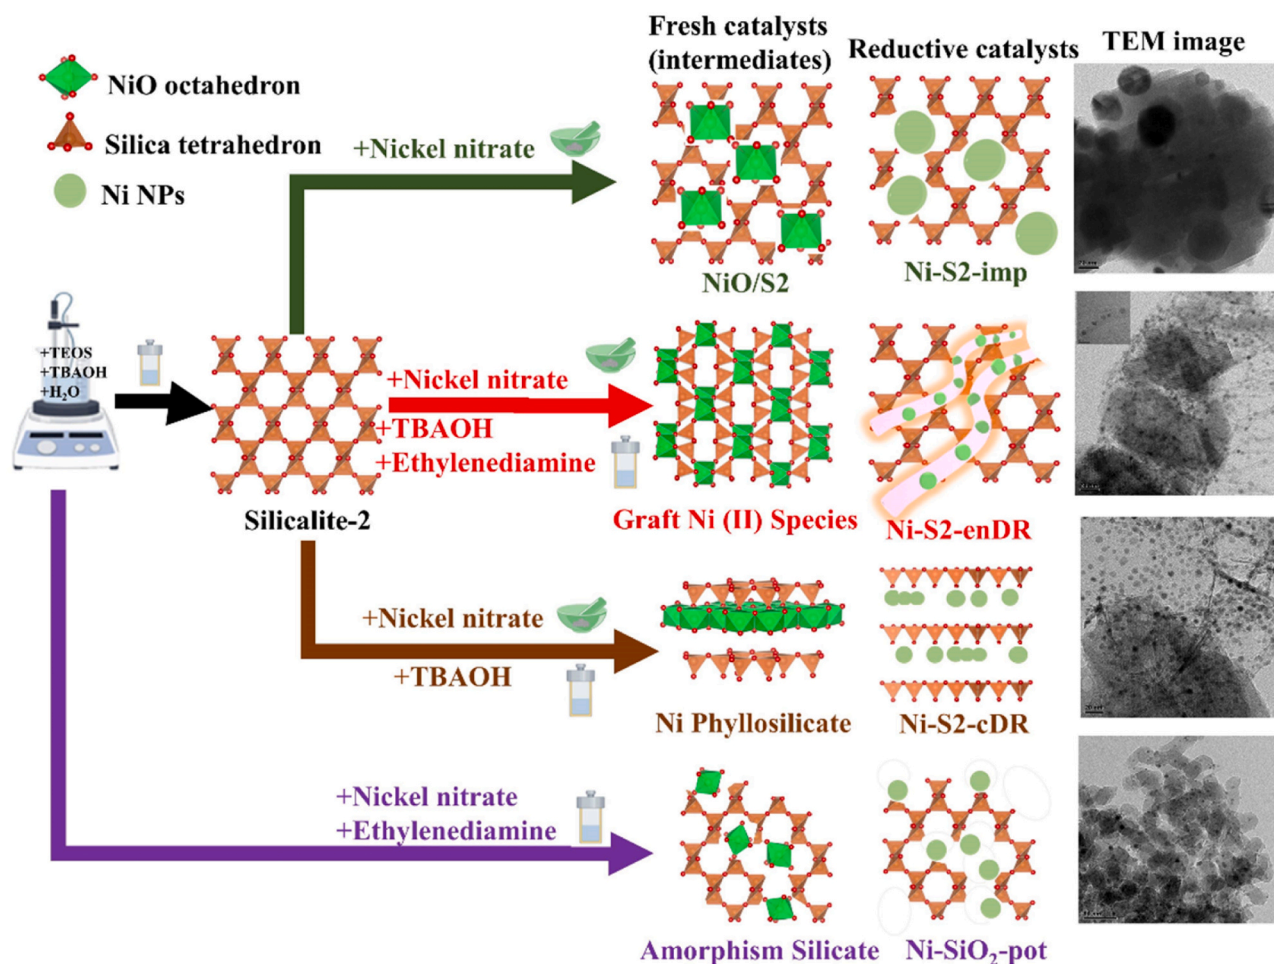 Fresh catalysts
(intermediates)
Reductive catalysts
TEM image
NiO octahedron
Silica tetrahedron
Ni NPs
+Nickel nitrate
NiO/S2
Ni-S2-imp
+TEOS
+TBAOH
+H₂O
Silicalite-2
+Nickel nitrate
+TBAOH
+Ethylenediamine
Graft Ni (II) Species
Ni-S2-enDR
+Nickel nitrate
+TBAOH
Ni Phyllosilicate
Ni-S2-cDR
+Nickel nitrate
+Ethylenediamine
Amorphism Silicate
Ni-SiO₂-pot